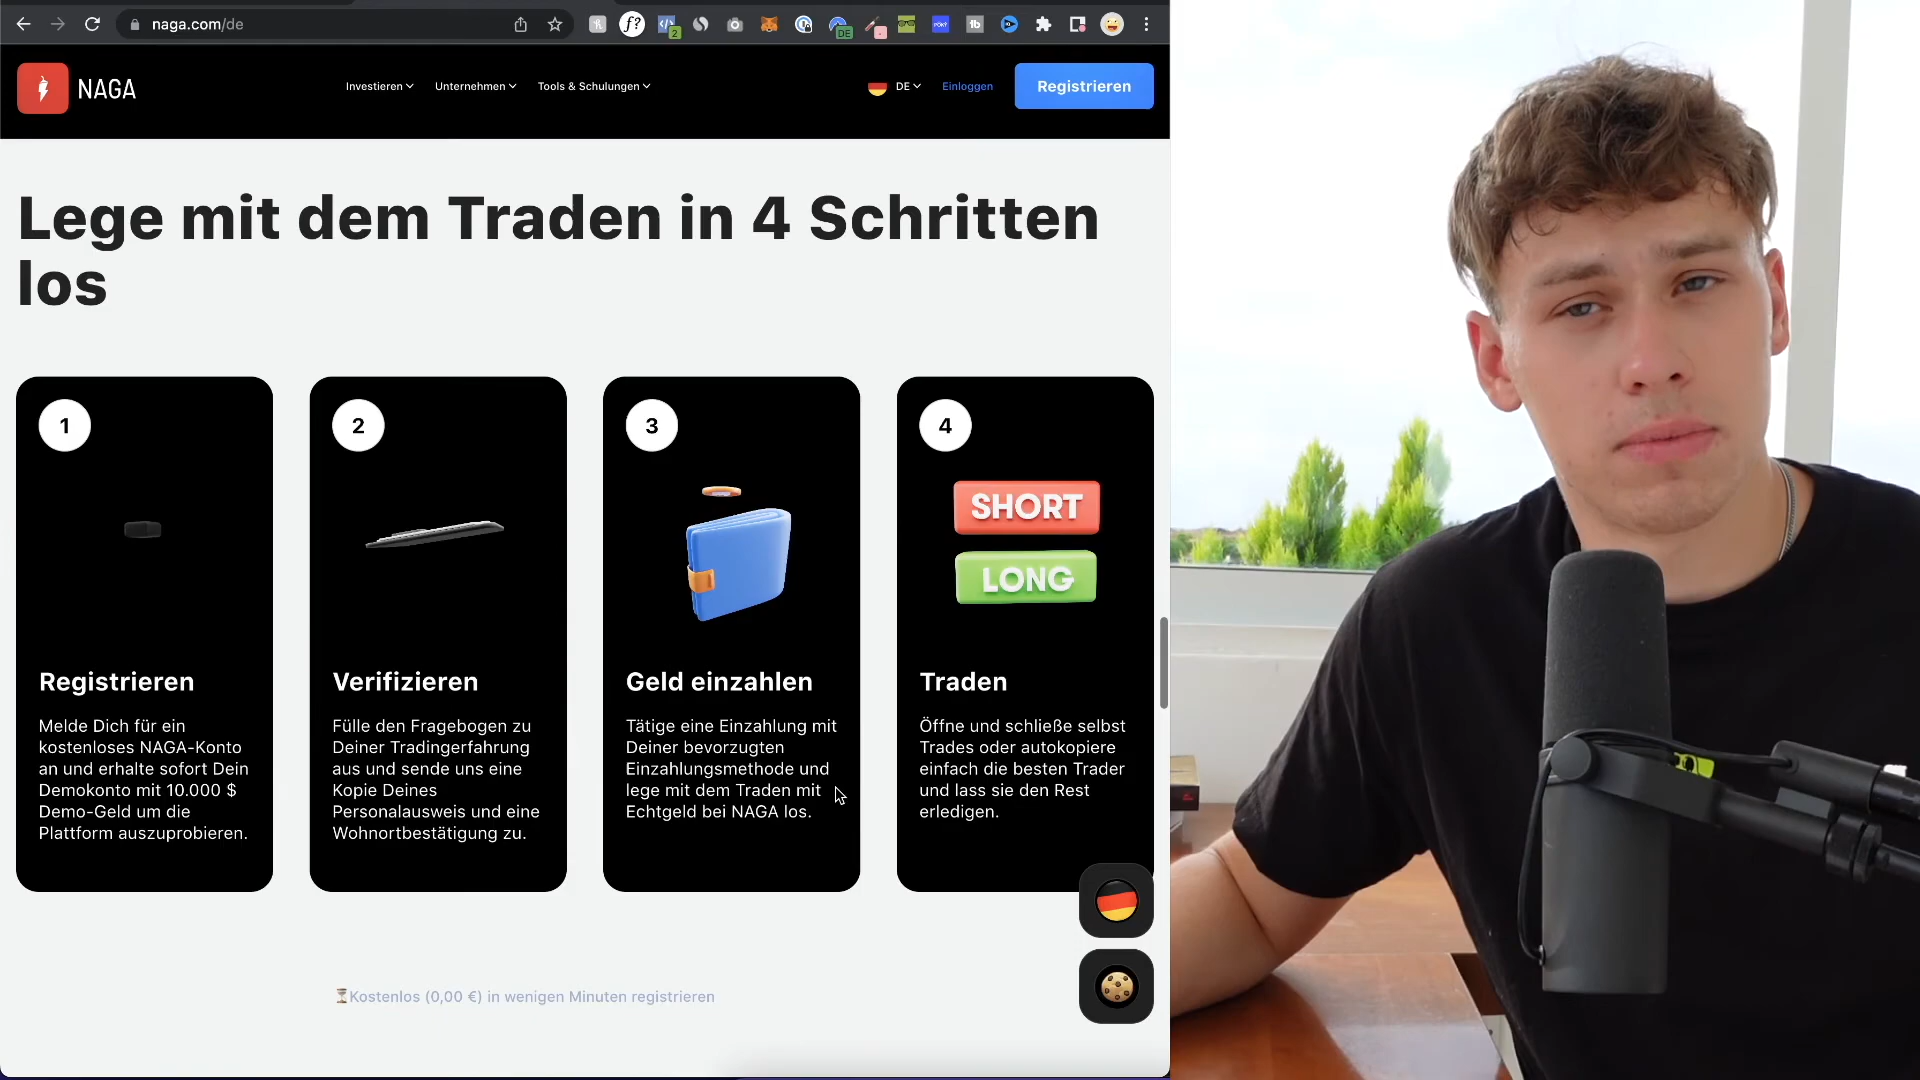 naga.com/de
2
DE
PÖKY
tb
NAGA
Investieren
Unternehmen
Tools & Schulungen
DE
Einloggen
Registrieren
Lege mit dem Traden in 4 Schritten
los
1
Registrieren
Melde Dich für ein
kostenloses NAGA-Konto
an und erhalte sofort Dein
Demokonto mit 10.000 $
Demo-Geld um die
Plattform auszuprobieren.
2
Verifizieren
Fülle den Fragebogen zu
Deiner Tradingerfahrung
aus und sende uns eine
Kopie Deines
Personalausweis und eine
Wohnortbestätigung zu.
3
Geld einzahlen
Tätige eine Einzahlung mit
Deiner bevorzugten
Einzahlungsmethode und
lege mit dem Traden mit
Echtgeld bei NAGA los.
4
SHORT
LONG
Traden
Öffne und schließe selbst
Trades oder autokopiere
einfach die besten Trader
und lass sie den Rest
erledigen.
Kostenlos (0,00 €) in wenigen Minuten registrieren